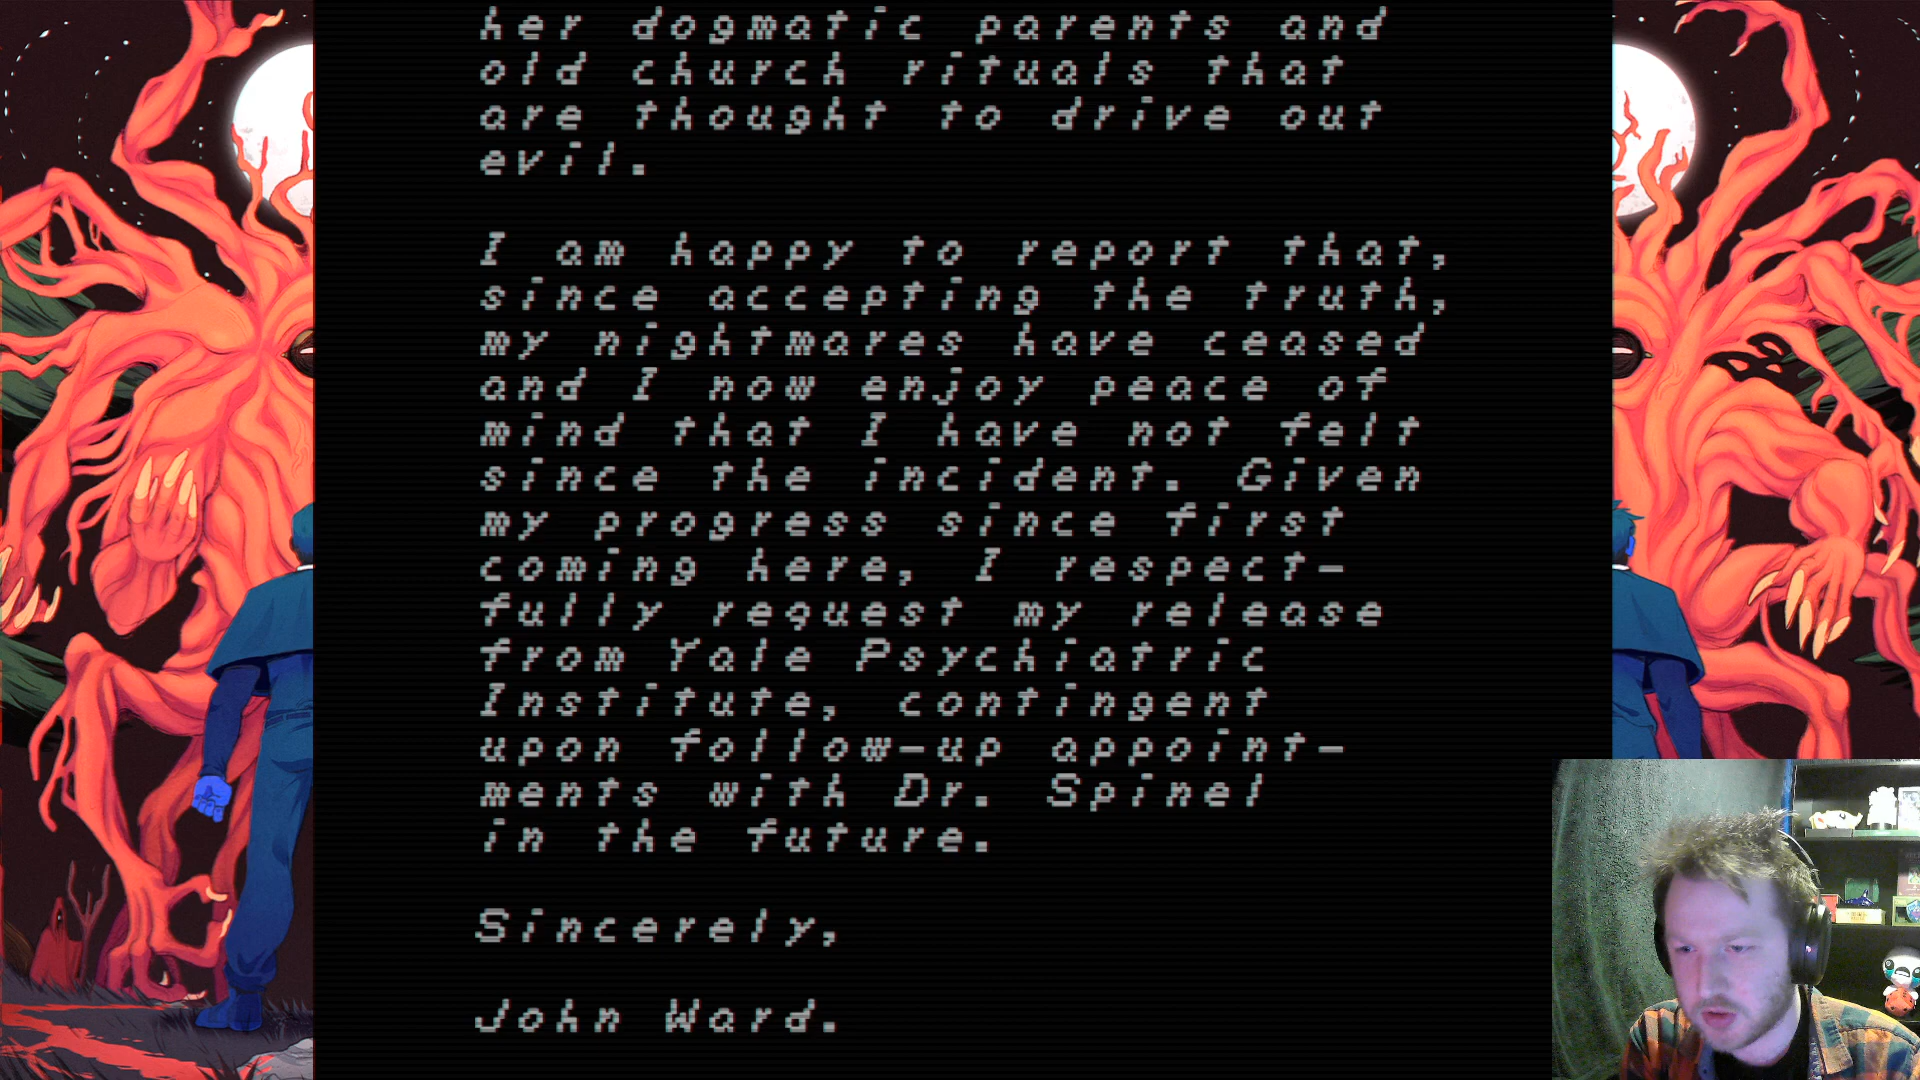 her dogmatic parents and
old church rituals that
are thought to drive out
evil.
I am happy to report that,
since accepting the truth,
my nightmares have ceased
and I now enjoy peace of
mind that I have not felt
since the incident. Given
my progress since first
coming here, I respect-
fully request my release
from Yale Psychiatric
Institute, contingent
upon follow-up appoint-
ments with Dr. Spinel
in the future.
Sincerely,
John Ward.